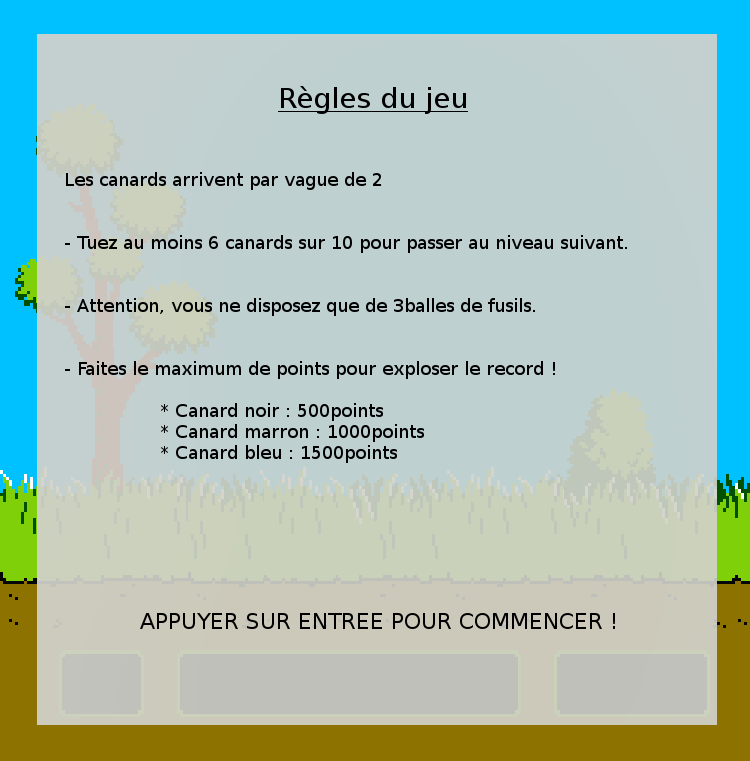 Règles du jeu
Les canards arrivent par vague de 2
- Tuez au moins 6 canards sur 10 pour passer au niveau suivant.
- Attention, vous ne disposez que de 3balles de fusils.
- Faites le maximum de points pour exploser le record !
* Canard noir : 500points
* Canard marron : 1000points
* Canard bleu : 1500points
APPUYER SUR ENTREE POUR COMMENCER !